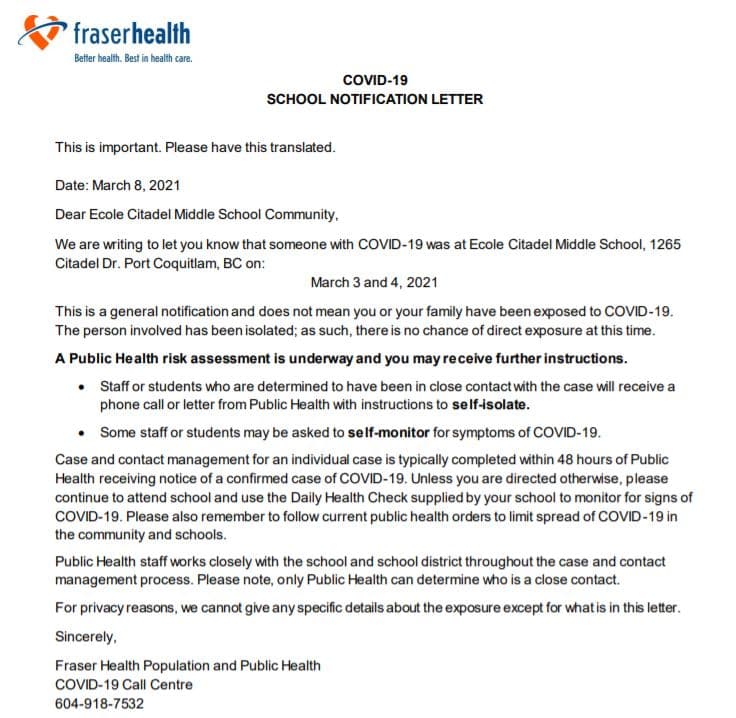 fraserhealth
Better health. Best in health care.
COVID-19
SCHOOL NOTIFICATION LETTER
This is important. Please have this translated.
Date: March 8, 2021
Dear Ecole Citadel Middle School Community,
We are writing to let you know that someone with COVID-19 was at Ecole Citadel Middle School, 1265
Citadel Dr. Port Coquitlam, BC on:
March 3 and 4, 2021
This is a general notification and does not mean you or your family have been exposed to COVID-19.
The person involved has been isolated; as such, there is no chance of direct exposure at this time.
A Public Health risk assessment is underway and you may receive further instructions.
• Staff or students who are determined to have been in close contact with the case will receive a
phone call or letter from Public Health with instructions to self-isolate.
• Some staff or students may be asked to self-monitor for symptoms of COVID-19.
Case and contact management for an individual case is typically completed within 48 hours of Public
Health receiving notice of a confirmed case of COVID-19. Unless you are directed otherwise, please
continue to attend school and use the Daily Health Check supplied by your school to monitor for signs of
COVID-19. Please also remember to follow current public health orders to limit spread of COVID-19 in
the community and schools.
Public Health staff works closely with the school and school district throughout the case and contact
management process. Please note, only Public Health can determine who is a close contact.
For privacy reasons, we cannot give any specific details about the exposure except for what is in this letter.
Sincerely,
Fraser Health Population and Public Health
COVID-19 Call Centre
604-918-7532